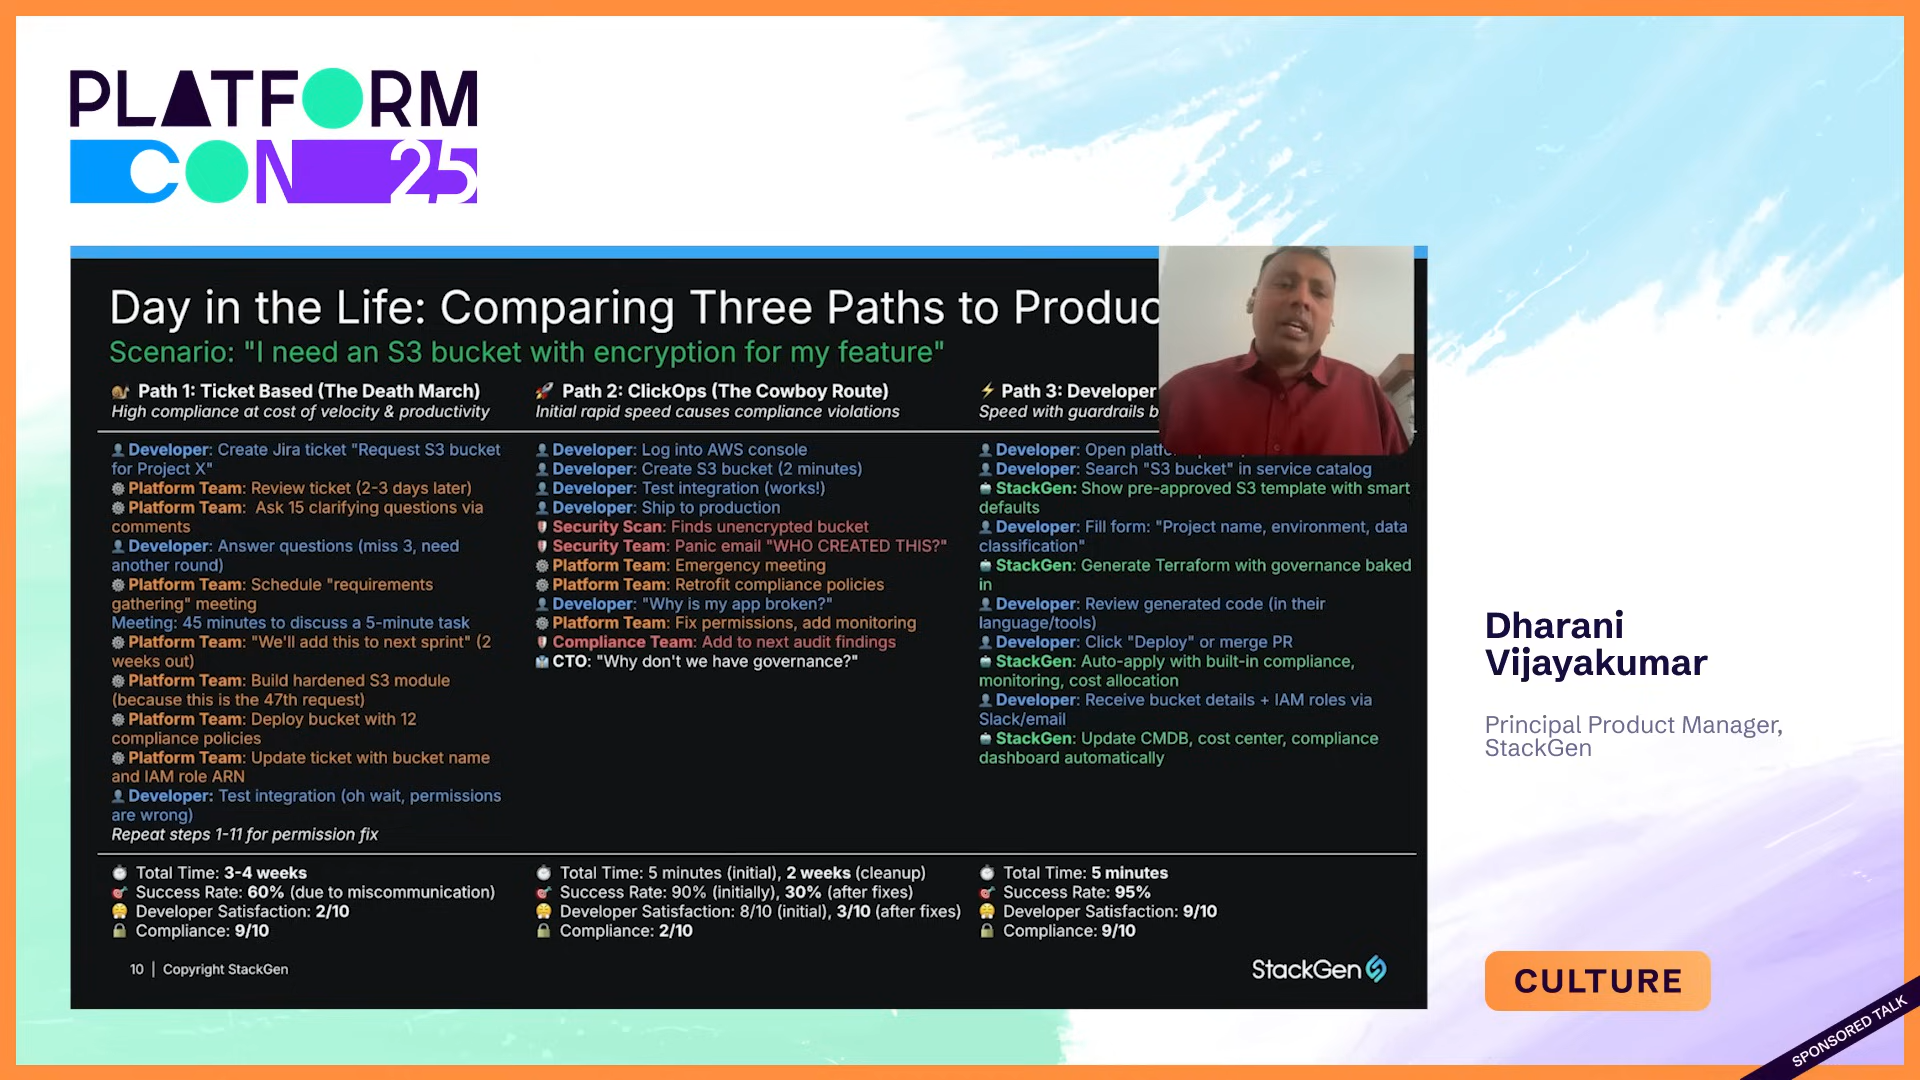 PLATFORM
CON 25
Day in the Life: Comparing Three Paths to Produc
Scenario: "I need an S3 bucket with encryption for my feature"
Path 1: Ticket Based (The Death March)
High compliance at cost of velocity & productivity
Developer: Create Jira ticket "Request S3 bucket
for Project X"
Platform Team: Review ticket (2-3 days later)
Platform Team: Ask 15 clarifying questions via
comments
Developer: Answer questions (miss 3, need
another round)
Platform Team: Schedule "requirements
gathering" meeting
Meeting: 45 minutes to discuss a 5-minute task
Platform Team: "We'll add this to next sprint" (2
weeks out)
Platform Team: Build hardened S3 module
(because this is the 47th request)
Platform Team: Deploy bucket with 12
compliance policies
Platform Team: Update ticket with bucket name
and IAM role ARN
Developer: Test integration (oh wait, permissions
are wrong)
Repeat steps 1-11 for permission fix
Total Time: 3-4 weeks
Success Rate: 60% (due to miscommunication)
Developer Satisfaction: 2/10
Compliance: 9/10
Path 2: ClickOps (The Cowboy Route)
Initial rapid speed causes compliance violations
Developer: Log into AWS console
Developer: Create S3 bucket (2 minutes)
Developer: Test integration (works!)
Developer: Ship to production
Security Scan: Finds unencrypted bucket
Security Team: Panic email "WHO CREATED THIS?"
Platform Team: Emergency meeting
Platform Team: Retrofit compliance policies
Developer: "Why is my app broken?"
Platform Team: Fix permissions, add monitoring
Compliance Team: Add to next audit findings
CTO: "Why don't we have governance?"
Total Time: 5 minutes (initial), 2 weeks (cleanup)
Success Rate: 90% (initially), 30% (after fixes)
Developer Satisfaction: 8/10 (initial), 3/10 (after fixes)
Compliance: 2/10
Path 3: Developer
Speed with guardrails b
Developer: Open
Developer: Search "S3 bucket" in service catalog
StackGen: Show pre-approved S3 template with smart
defaults
Developer: Fill form: "Project name, environment, data
classification"
StackGen: Generate Terraform with governance baked
in
Developer: Review generated code (in their
language/tools)
Developer: Click "Deploy" or merge PR
StackGen: Auto-apply with built-in compliance,
monitoring, cost allocation
Developer: Receive bucket details + IAM roles via
Slack/email
StackGen: Update CMDB, cost center, compliance
dashboard automatically
Total Time: 5 minutes
Success Rate: 95%
Developer Satisfaction: 9/10
Compliance: 9/10
10 | Copyright StackGen
StackGen
Dharani
Vijayakumar
Principal Product Manager,
StackGen
CULTURE
SPONSORED TALK